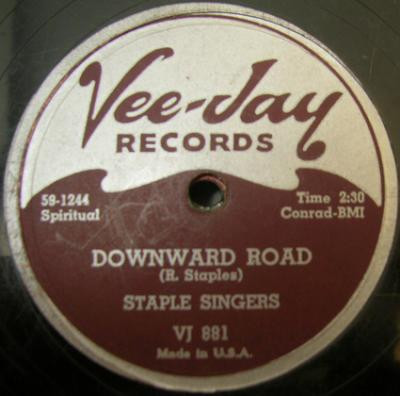 Vee-Jay
RECORDS
59-1244
Spiritual
Time 2:30
Conrad-BMI
DOWNWARD ROAD
(R. Staples)
STAPLE SINGERS
VJ 881
Made in U.S.A.